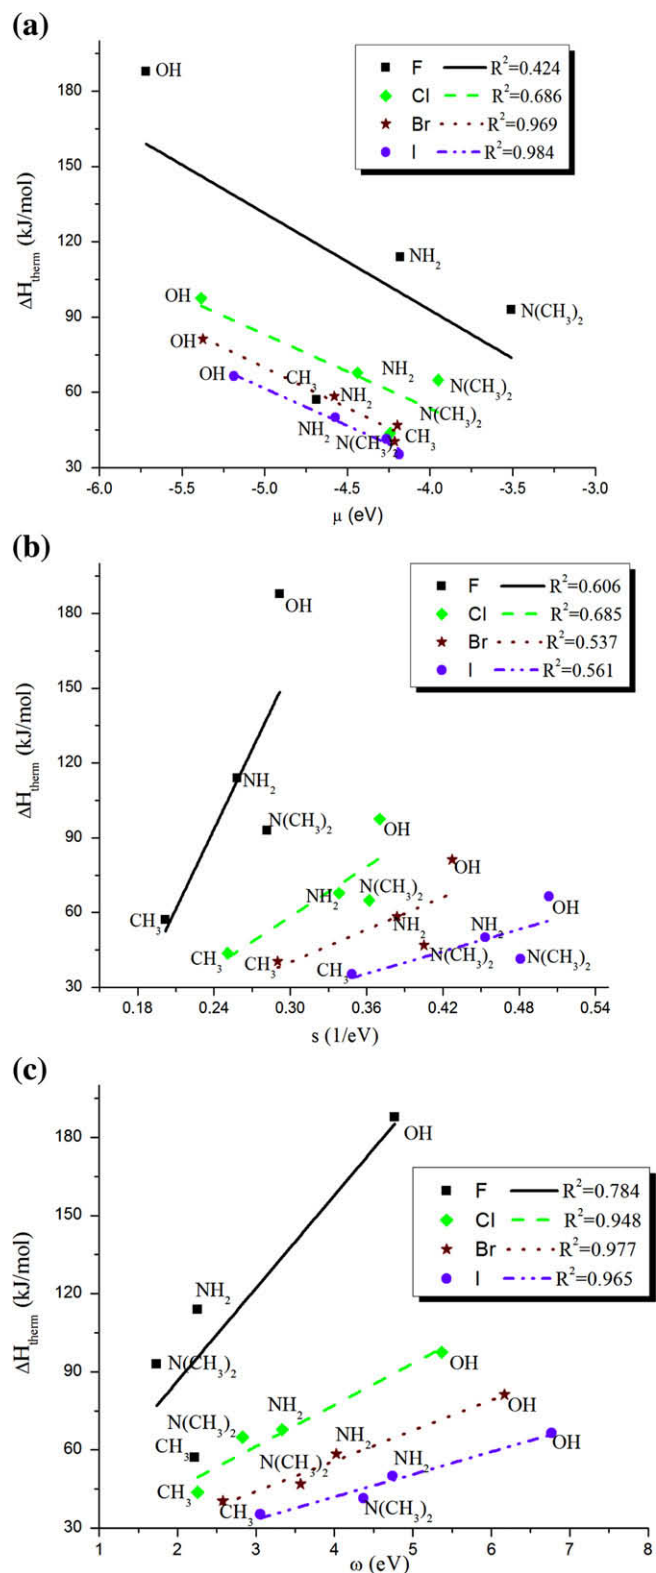 (a)
F R²=0.424
Cl R²=0.686
Br R²=0.969
I R²=0.984
ΔH_therm (kJ/mol)
180
150
120
90
60
30
OH
NH₂
N(CH₃)₂
OH
NH₂
N(CH₃)₂
OH
CH₃
NH₂
N(CH₃)₂
OH
NH₂
N(CH₃)₂
CH₃
-6.0 -5.5 -5.0 -4.5 -4.0 -3.5 -3.0
μ (eV)
(b)
F R²=0.606
Cl R²=0.685
Br R²=0.537
I R²=0.561
ΔH_therm (kJ/mol)
180
150
120
90
60
30
OH
NH₂
N(CH₃)₂
CH₃
OH
NH₂
N(CH₃)₂
CH₃
OH
NH₂
N(CH₃)₂
CH₃
OH
NH₂
N(CH₃)₂
CH₃
0.18 0.24 0.30 0.36 0.42 0.48 0.54
s (1/eV)
(c)
F R²=0.784
Cl R²=0.948
Br R²=0.977
I R²=0.965
ΔH_therm (kJ/mol)
180
150
120
90
60
30
OH
NH₂
N(CH₃)₂
CH₃
OH
NH₂
N(CH₃)₂
CH₃
OH
NH₂
N(CH₃)₂
CH₃
OH
NH₂
N(CH₃)₂
1 2 3 4 5 6 7 8
ω (eV)